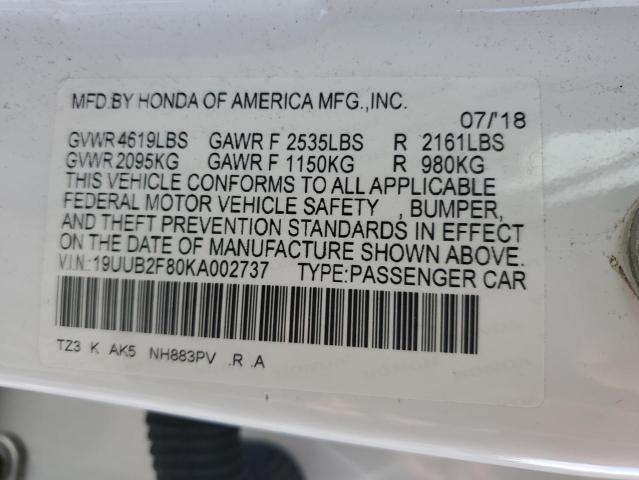 MFD.BY HONDA OF AMERICA MFG.,INC. 07/'18
GVWR 4619LBS GAWR F 2535LBS R 2161LBS
GVWR 2095KG GAWR F 1150KG R 980KG
THIS VEHICLE CONFORMS TO ALL APPLICABLE
FEDERAL MOTOR VEHICLE SAFETY , BUMPER,
AND THEFT PREVENTION STANDARDS IN EFFECT
ON THE DATE OF MANUFACTURE SHOWN ABOVE.
V.I.N.:19UUB2F80KA002737 TYPE:PASSENGER CAR
TZ3 K AK5 NH883PV .R .A